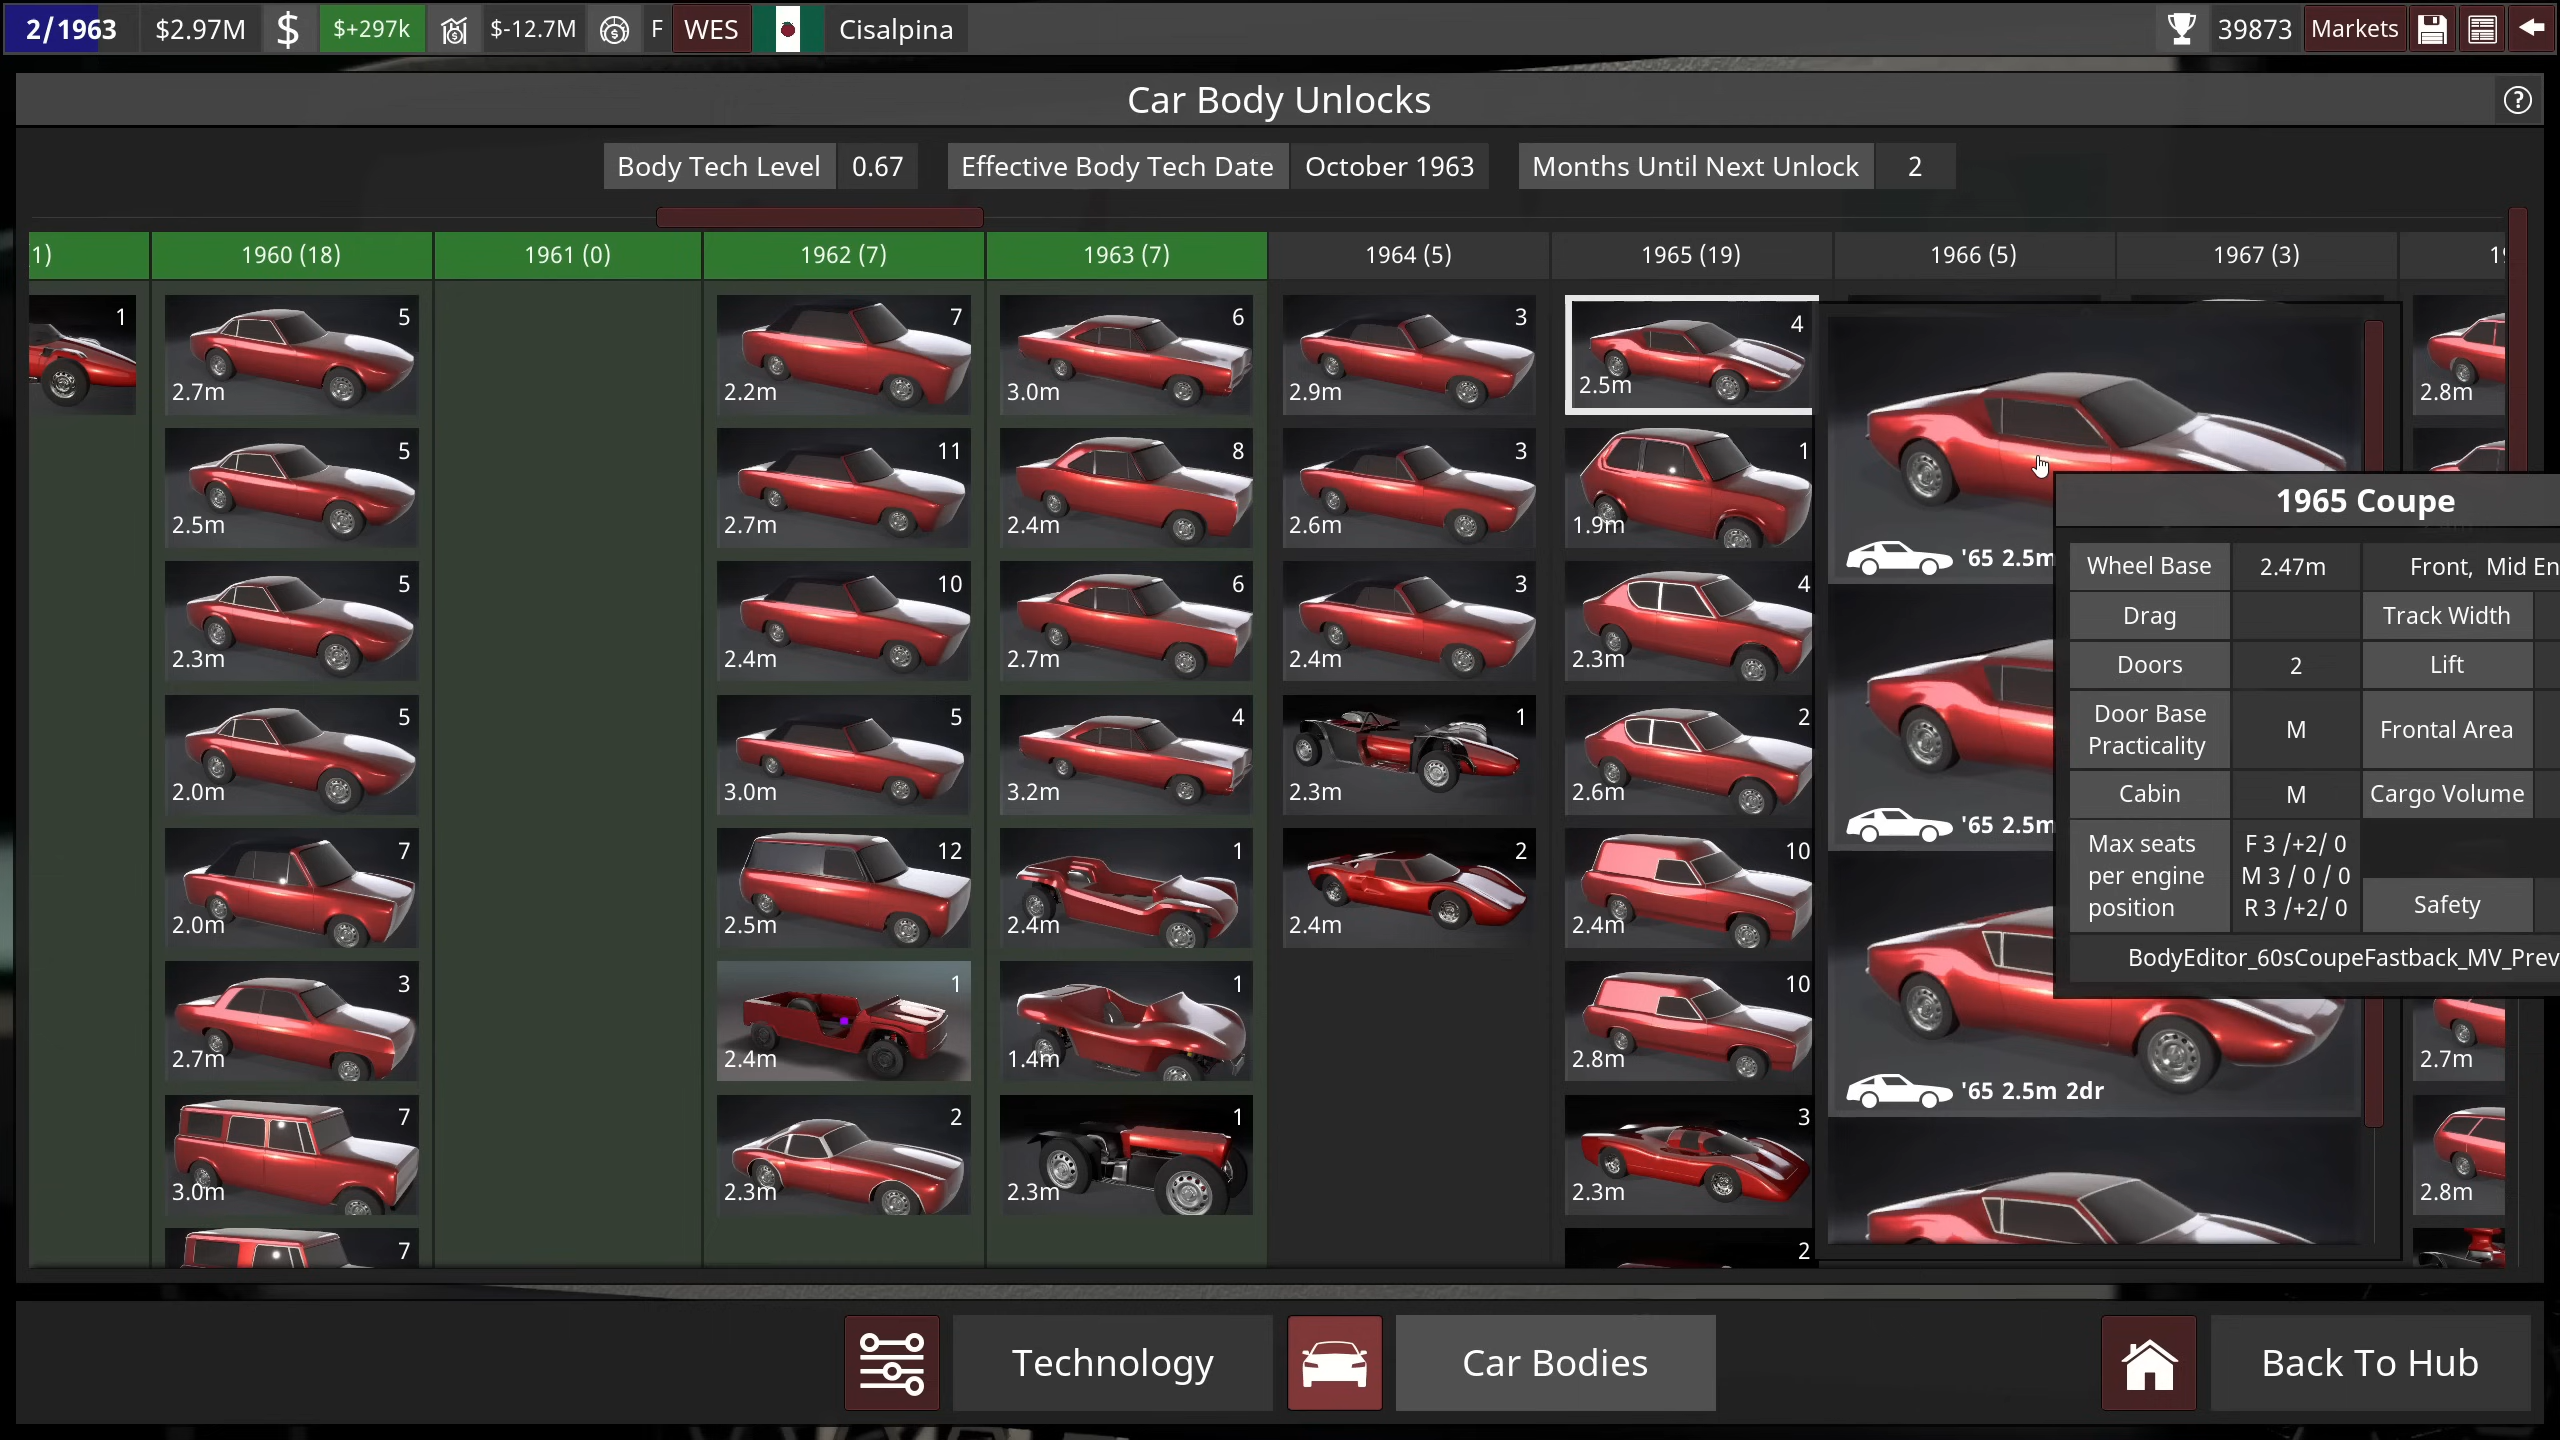 2/1963 $2.97M $ $+297k $-12.7M F WES Cisalpina 39873 Markets
Car Body Unlocks ?
Body Tech Level 0.67 Effective Body Tech Date October 1963 Months Until Next Unlock 2
1) 1960 (18) 1961 (0) 1962 (7) 1963 (7) 1964 (5) 1965 (19) 1966 (5) 1967 (3)
1 5 7 6 3 4
2.7m 2.2m 3.0m 2.9m 2.5m 2.8m
5 11 8 3 1
2.5m 2.7m 2.4m 2.6m 1.9m
5 10 6 3 4
2.3m 2.4m 2.7m 2.4m 2.3m
5 5 4 1 2
2.0m 3.0m 3.2m 2.3m 2.6m
7 12 1 2 10
2.0m 2.5m 2.4m 2.4m 2.4m
3 1 1 10
2.7m 2.4m 1.4m 2.8m 2.7m
7 2 1 3
3.0m 2.3m 2.3m 2.3m 2.8m
7 2
'65 2.5m
'65 2.5m
'65 2.5m 2dr
1965 Coupe
Wheel Base 2.47m Front, Mid En
Drag Track Width
Doors 2 Lift
Door Base
Practicality M Frontal Area
Cabin M Cargo Volume
Max seats
per engine
position
F 3 /+2/ 0
M 3 / 0 / 0
R 3 /+2/ 0
Safety
BodyEditor_60sCoupeFastback_MV_Prev
Technology Car Bodies Back To Hub